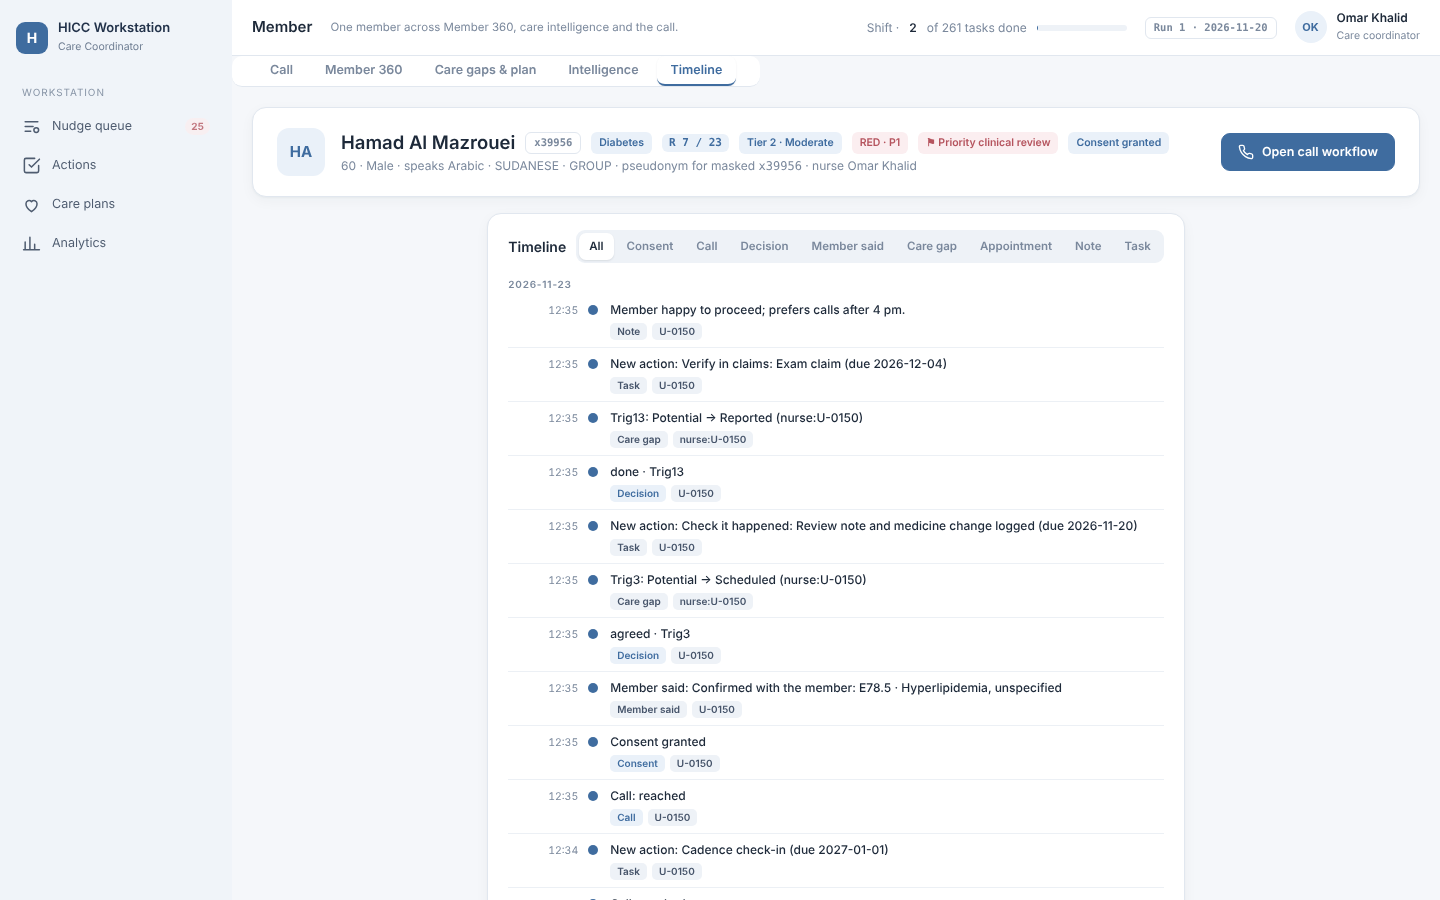 H
HICC Workstation
Care Coordinator
WORKSTATION
Nudge queue 25
Actions
Care plans
Analytics
Member One member across Member 360, care intelligence and the call.
Shift · 2 of 261 tasks done
Run 1 · 2026-11-20
OK
Omar Khalid
Care coordinator
Call Member 360 Care gaps & plan Intelligence Timeline
HA
Hamad Al Mazrouei x39956 Diabetes R 7 / 23 Tier 2 · Moderate RED · P1 ⚑ Priority clinical review Consent granted
60 · Male · speaks Arabic · SUDANESE · GROUP · pseudonym for masked x39956 · nurse Omar Khalid
Open call workflow
Timeline All Consent Call Decision Member said Care gap Appointment Note Task
2026-11-23
12:35 Member happy to proceed; prefers calls after 4 pm.
Note U-0150
12:35 New action: Verify in claims: Exam claim (due 2026-12-04)
Task U-0150
12:35 Trig13: Potential → Reported (nurse:U-0150)
Care gap nurse:U-0150
12:35 done · Trig13
Decision U-0150
12:35 New action: Check it happened: Review note and medicine change logged (due 2026-11-20)
Task U-0150
12:35 Trig3: Potential → Scheduled (nurse:U-0150)
Care gap nurse:U-0150
12:35 agreed · Trig3
Decision U-0150
12:35 Member said: Confirmed with the member: E78.5 · Hyperlipidemia, unspecified
Member said U-0150
12:35 Consent granted
Consent U-0150
12:35 Call: reached
Call U-0150
12:34 New action: Cadence check-in (due 2027-01-01)
Task U-0150